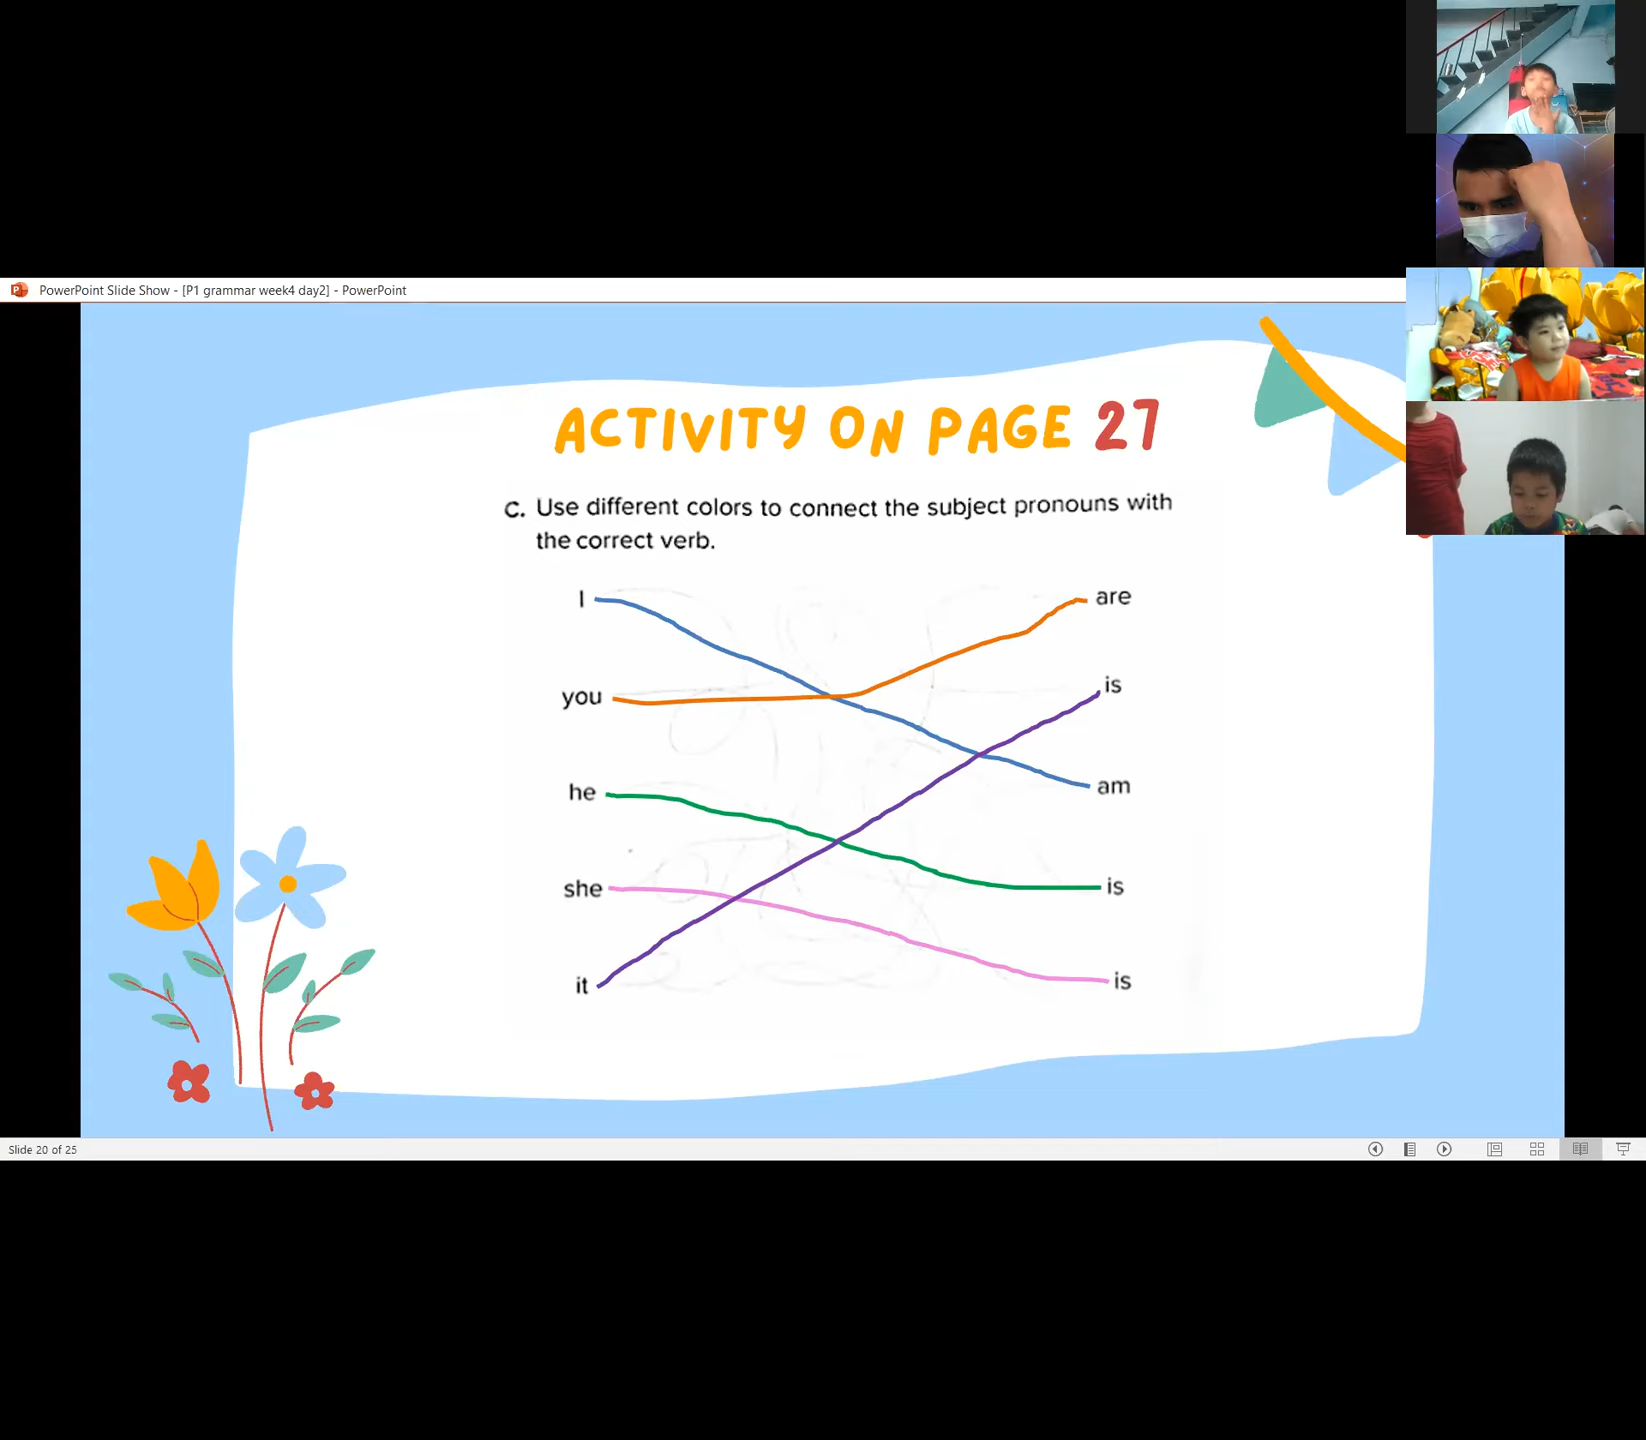 PowerPoint Slide Show - [P1 grammar week4 day2] - PowerPoint
ACTIVITY ON PAGE 27
C. Use different colors to connect the subject pronouns with
the correct verb.
I are
you is
he am
she is
it is
Slide 20 of 25